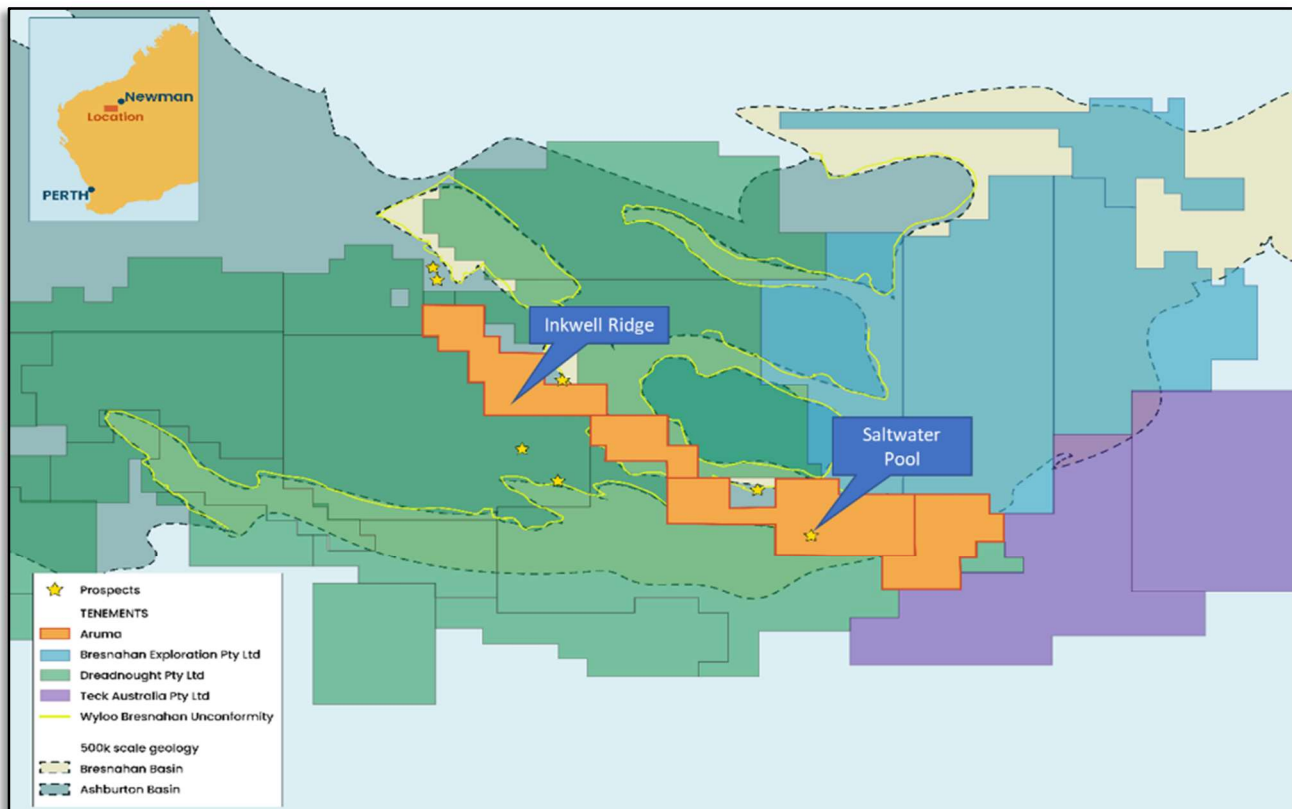 Newman
Location
PERTH
Inkwell Ridge
Saltwater
Pool
Prospects
TENEMENTS
Aruma
Bresnahan Exploration Pty Ltd
Dreadnought Pty Ltd
Teck Australia Pty Ltd
Wyloo Bresnahan Unconformity
500k scale geology
Bresnahan Basin
Ashburton Basin